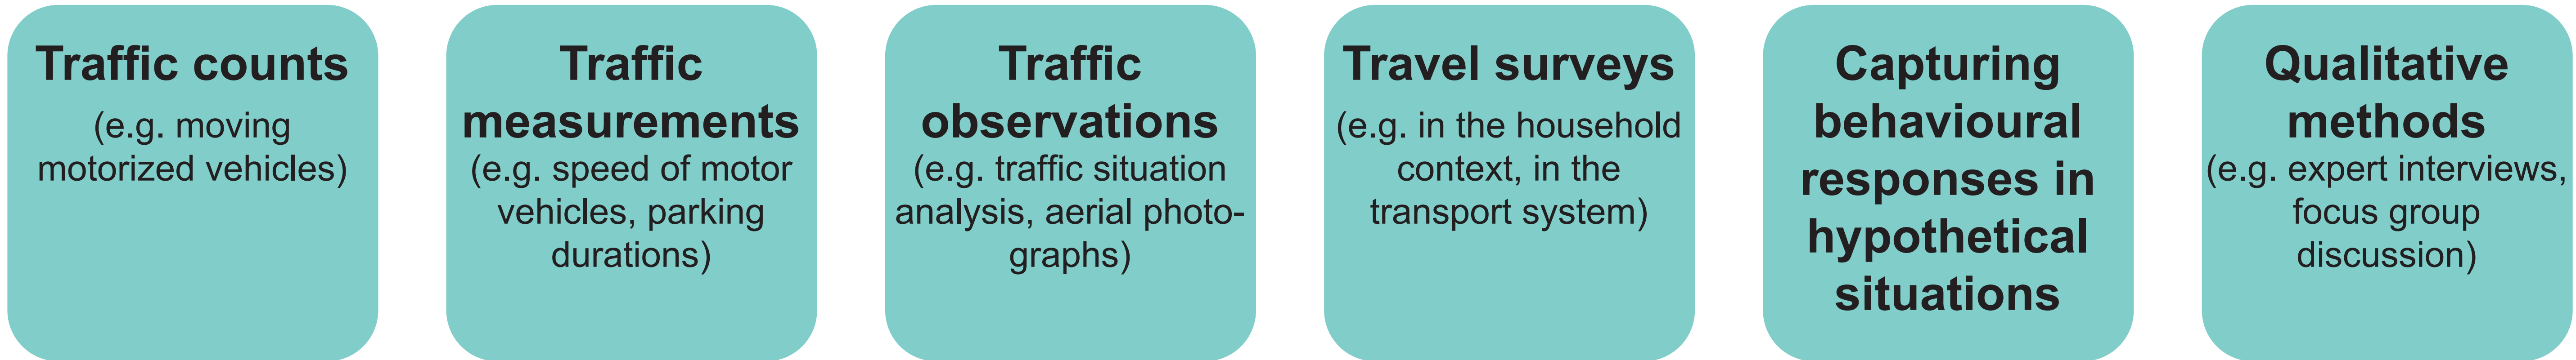 Traffic counts
(e.g. moving
motorized vehicles)
Traffic
measurements
(e.g. speed of motor
vehicles, parking
durations)
Traffic
observations
(e.g. traffic situation
analysis, aerial photo-
graphs)
Travel surveys
(e.g. in the household
context, in the
transport system)
Capturing
behavioural
responses in
hypothetical
situations
Qualitative
methods
(e.g. expert interviews,
focus group
discussion)